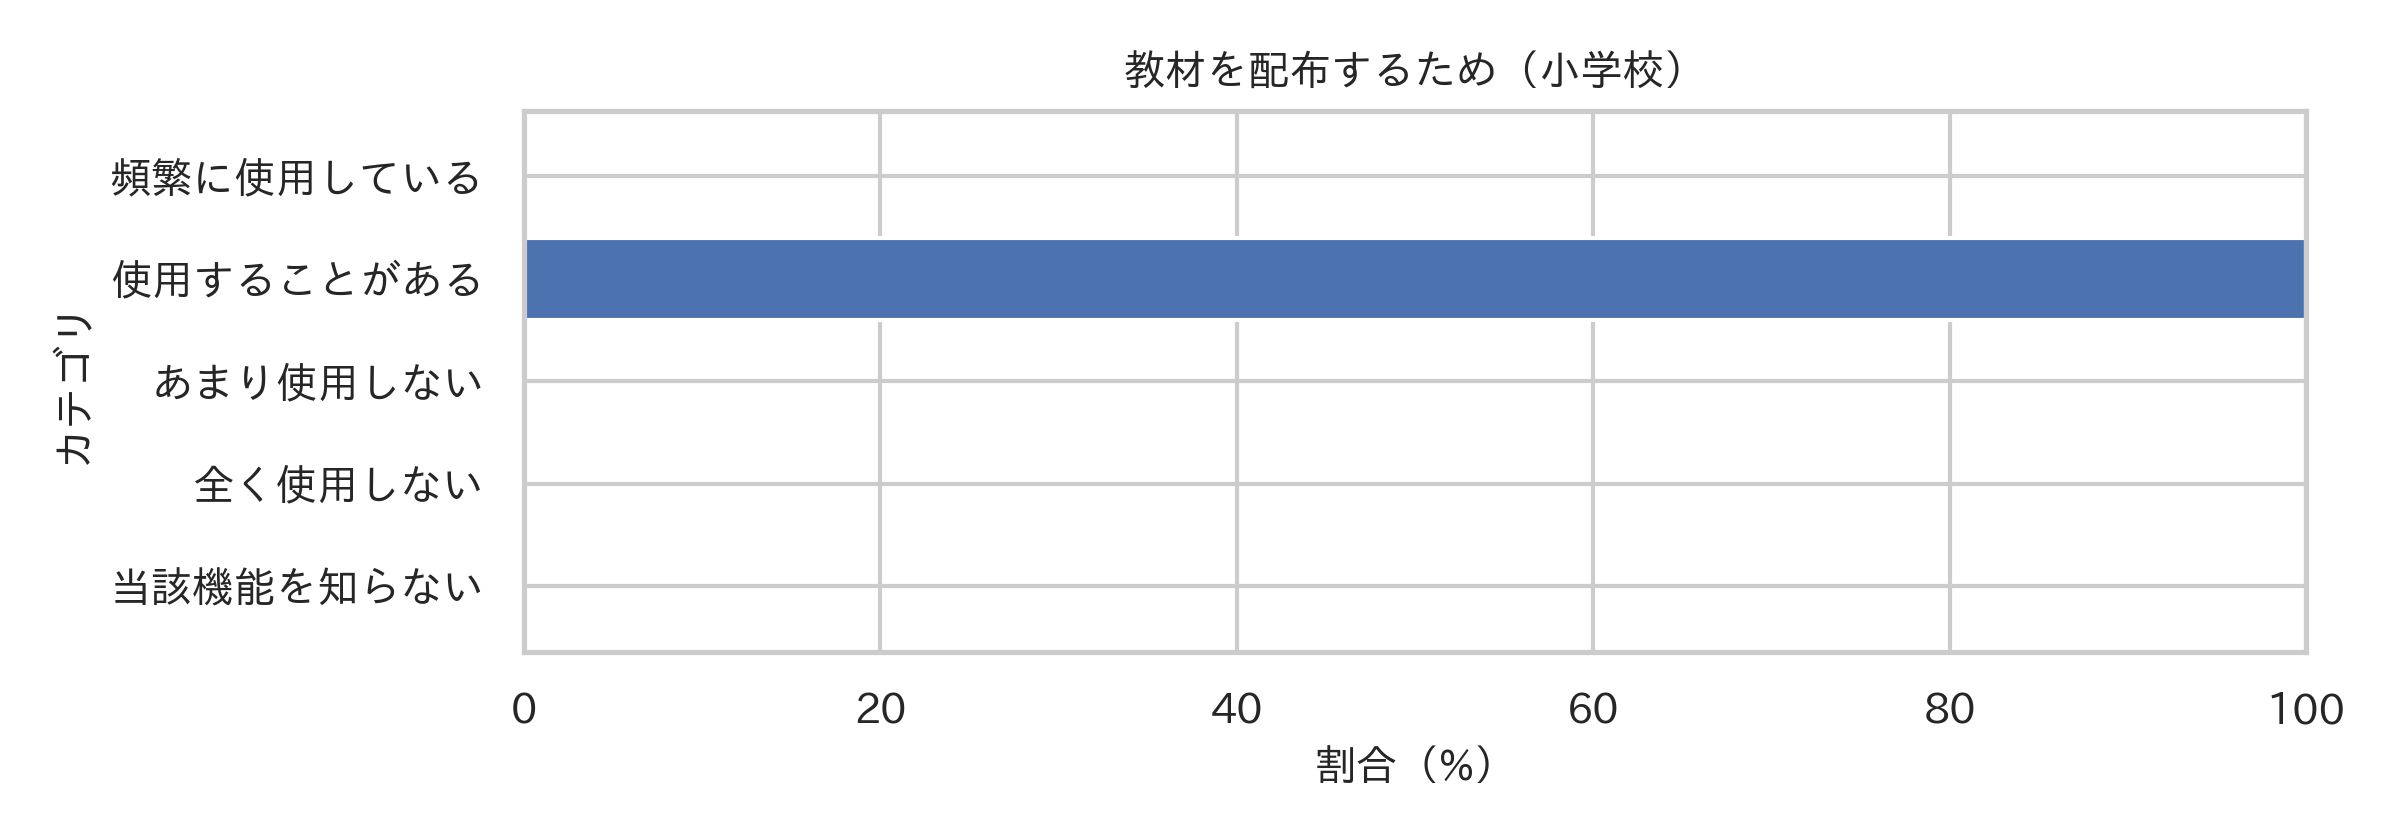 教材を配布するため（小学校）
頻繁に使用している
使用することがある
あまり使用しない
全く使用しない
当該機能を知らない
カテゴリ
0 20 40 60 80 100
割合（%）